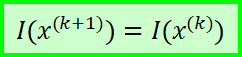 I(x^{(k+1)}) = I(x^{(k)})